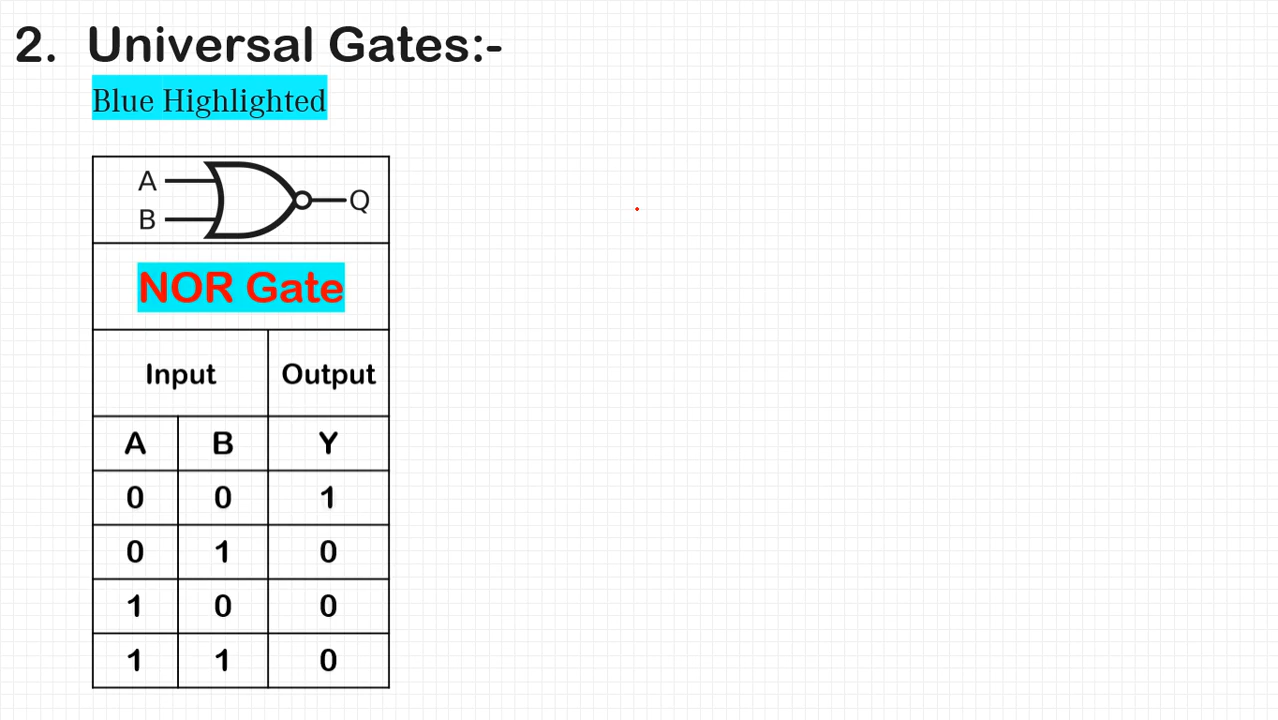 2. Universal Gates:-
Blue Highlighted
A
B
Q
NOR Gate
Input Output
A B Y
0 0 1
0 1 0
1 0 0
1 1 0